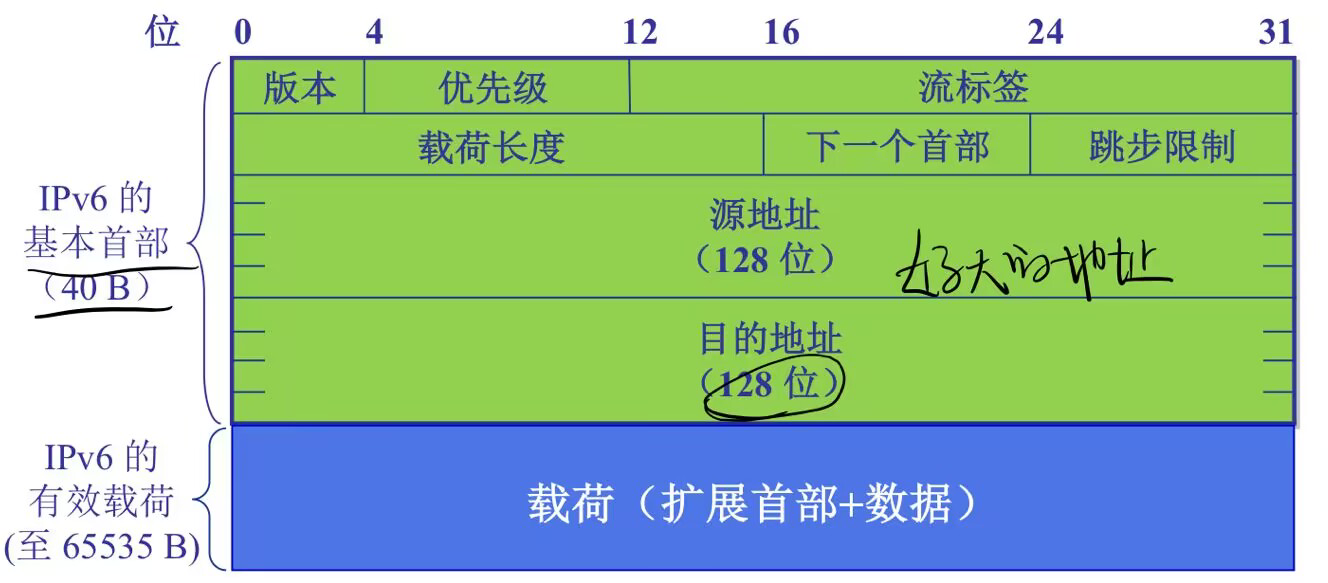 位 0 4 12 16 24 31
版本 优先级 流标签
载荷长度 下一个首部 跳步限制
IPv6 的
基本首部
（40 B）
源地址
（128 位）
大的地址
目的地址
（128 位）
IPv6 的
有效载荷
(至 65535 B)
载荷（扩展首部+数据）